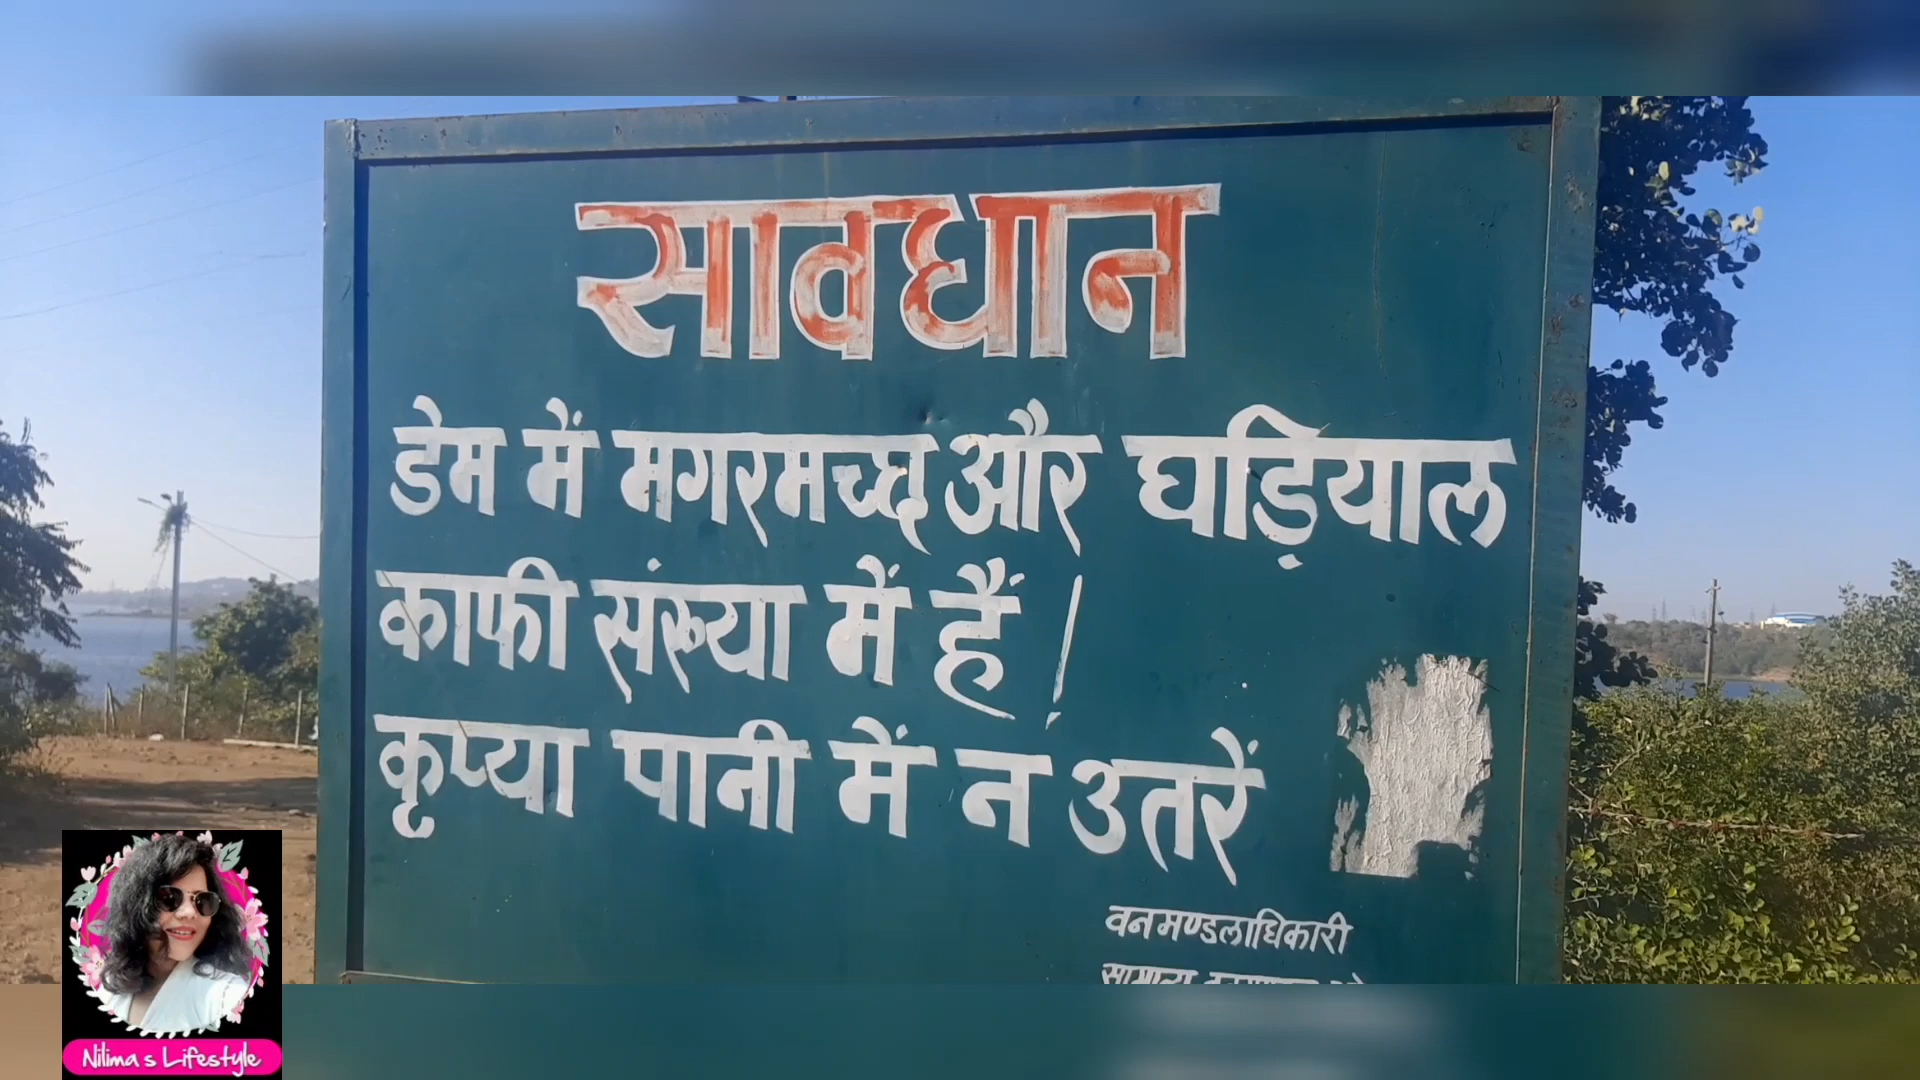 सावधान
डेम में मगरमच्छ और घड़ियाल
काफी संख्या में हैं !
कृप्या पानी में न उतरें
वनमण्डलाधिकारी
सामान्य
Nilima s Lifestyle